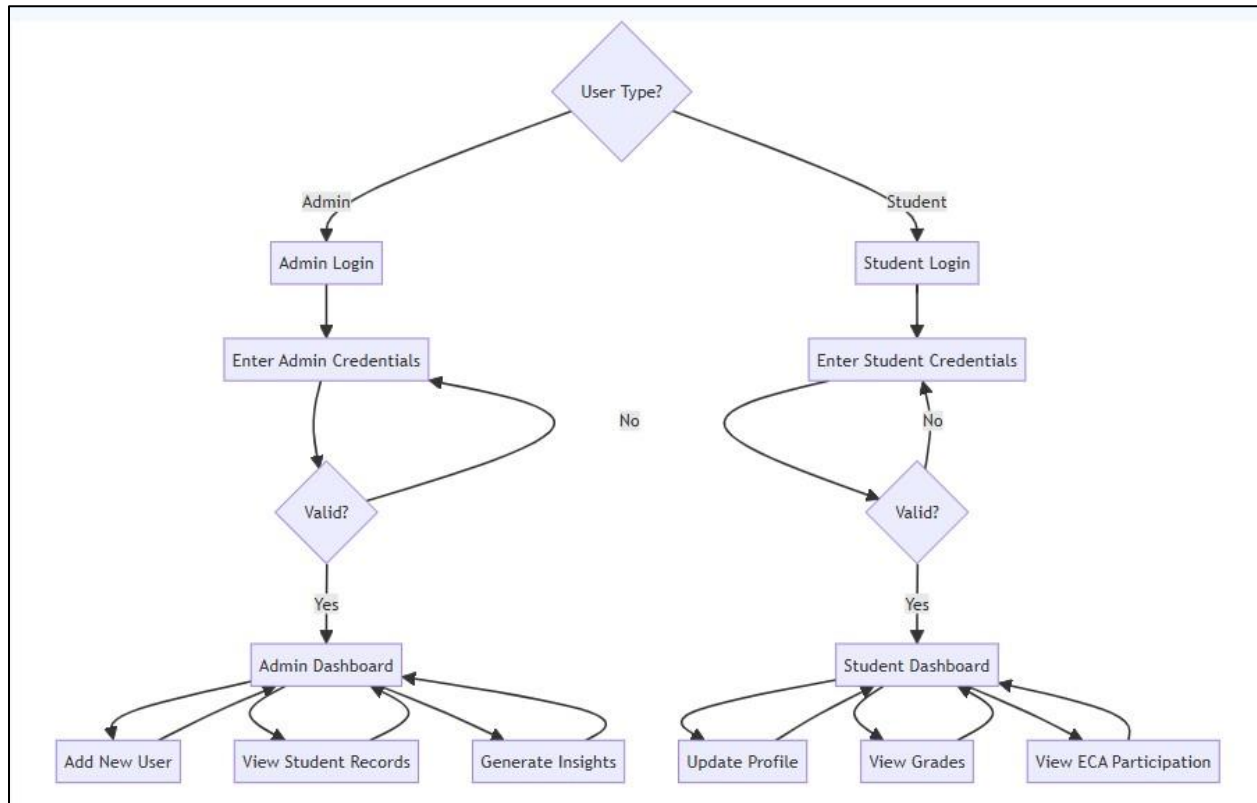 User Type?
Admin
Student
Admin Login
Student Login
Enter Admin Credentials
Enter Student Credentials
No
No
Valid?
Valid?
Yes
Yes
Admin Dashboard
Student Dashboard
Add New User
View Student Records
Generate Insights
Update Profile
View Grades
View ECA Participation